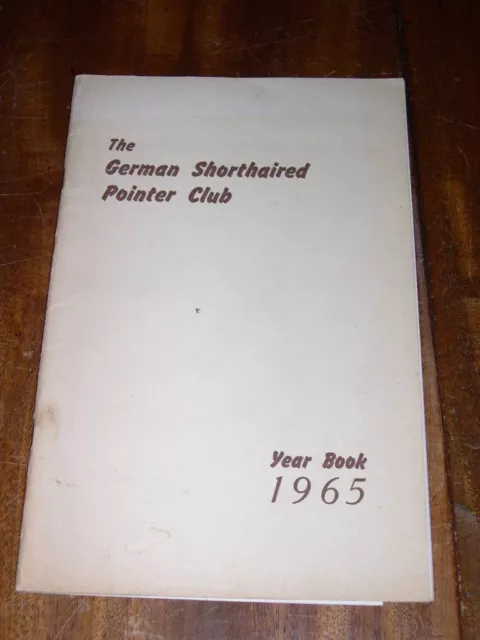 The
German Shorthaired
Pointer Club
Year Book
1965